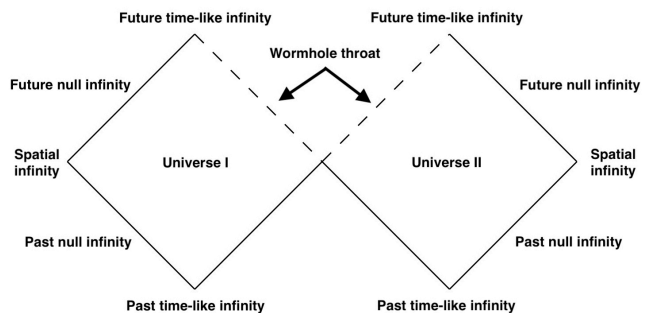 Future time-like infinity
Future time-like infinity
Wormhole throat
Future null infinity
Future null infinity
Spatial
infinity
Universe I
Universe II
Spatial
infinity
Past null infinity
Past null infinity
Past time-like infinity
Past time-like infinity